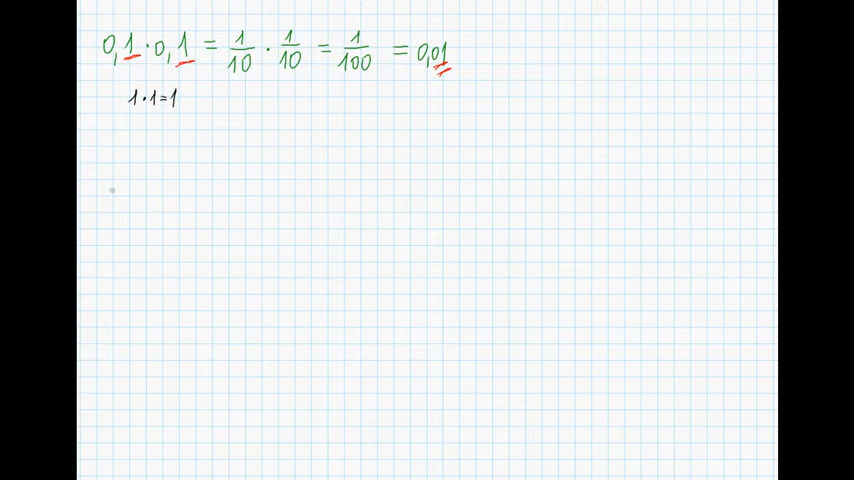 0,1 · 0,1 = 1/10 · 1/10 = 1/100 = 0,01
1 · 1 = 1